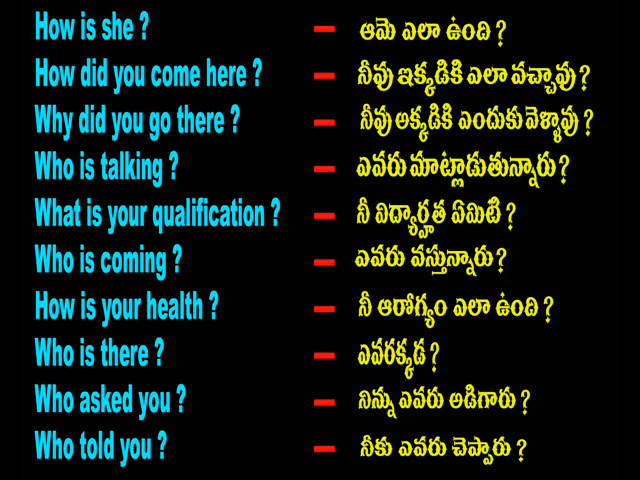 How is she ? – ఆమె ఎలా ఉంది ?
How did you come here ? – నీవు ఇక్కడికి ఎలా వచ్చావు ?
Why did you go there ? – నీవు అక్కడికి ఎందుకు వెళ్ళావు ?
Who is talking ? – ఎవరు మాట్లాడుతున్నారు ?
What is your qualification ? – నీ విద్యార్హత ఏమిటి ?
Who is coming ? – ఎవరు వస్తున్నారు ?
How is your health ? – నీ ఆరోగ్యం ఎలా ఉంది ?
Who is there ? – ఎవరక్కడ ?
Who asked you ? – నిన్ను ఎవరు అడిగారు ?
Who told you ? – నీకు ఎవరు చెప్పారు ?